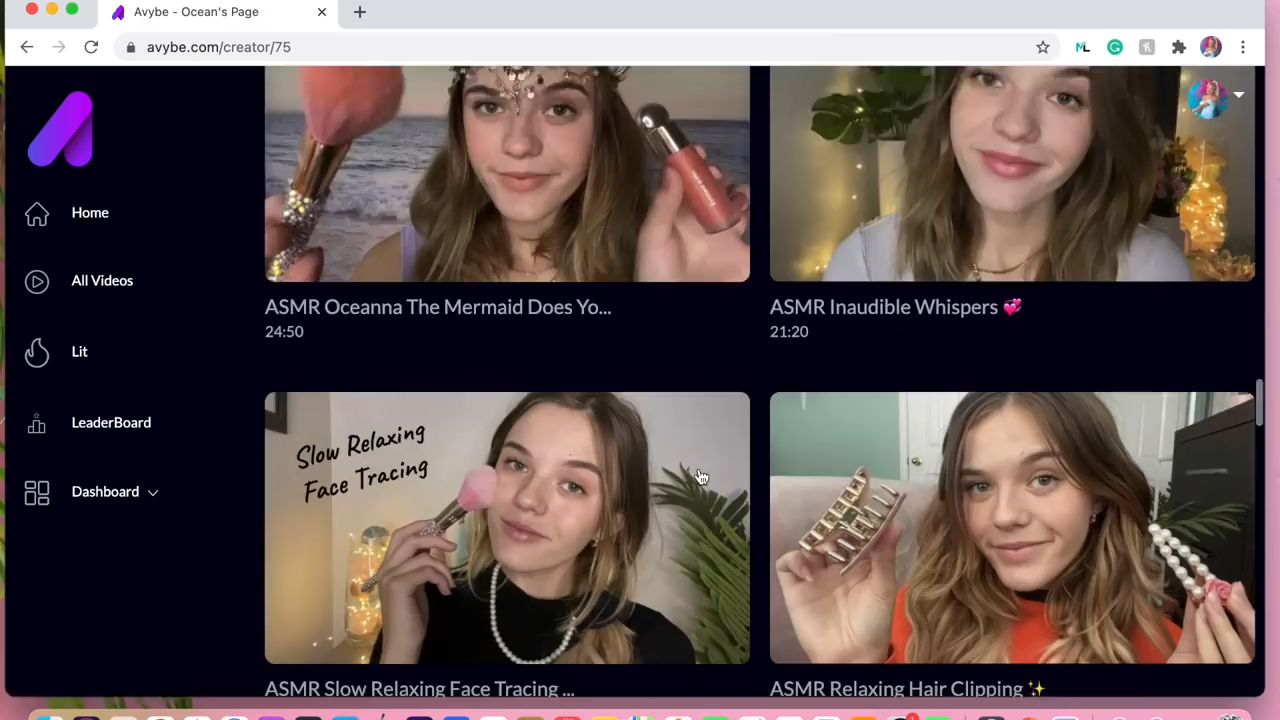 Avybe - Ocean's Page
avybe.com/creator/75
Home
All Videos
Lit
LeaderBoard
Dashboard
ASMR Oceanna The Mermaid Does Yo...
24:50
ASMR Inaudible Whispers 💞
21:20
Slow Relaxing
Face Tracing
ASMR Slow Relaxing Face Tracing ...
ASMR Relaxing Hair Clipping ✨